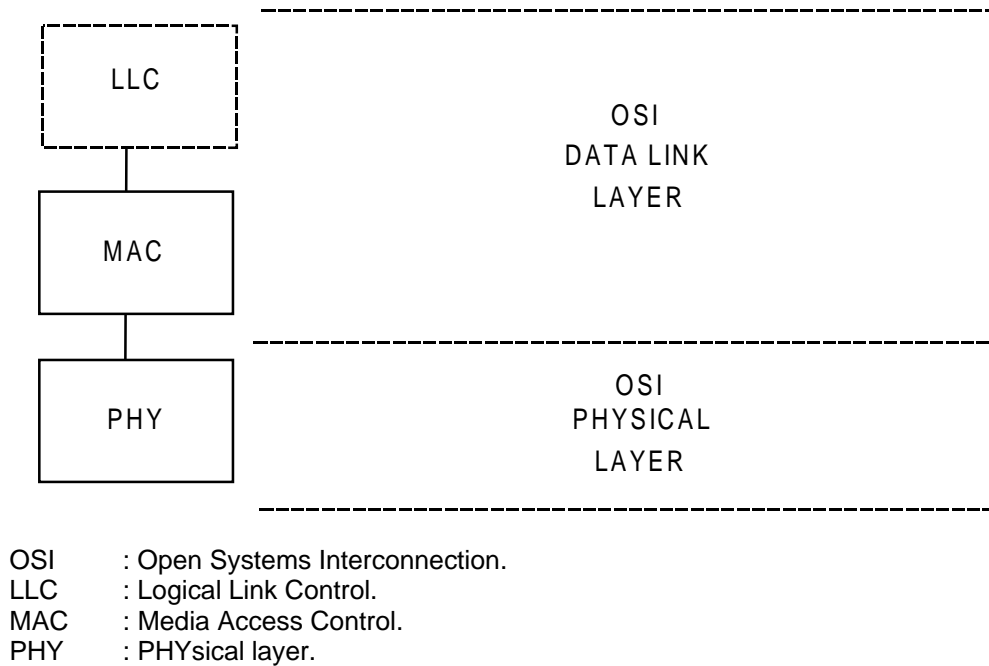 LLC
OSI
DATA LINK
LAYER
MAC
OSI
PHY
PHYSICAL
LAYER
OSI : Open Systems Interconnection.
LLC : Logical Link Control.
MAC : Media Access Control.
PHY : PHYsical layer.